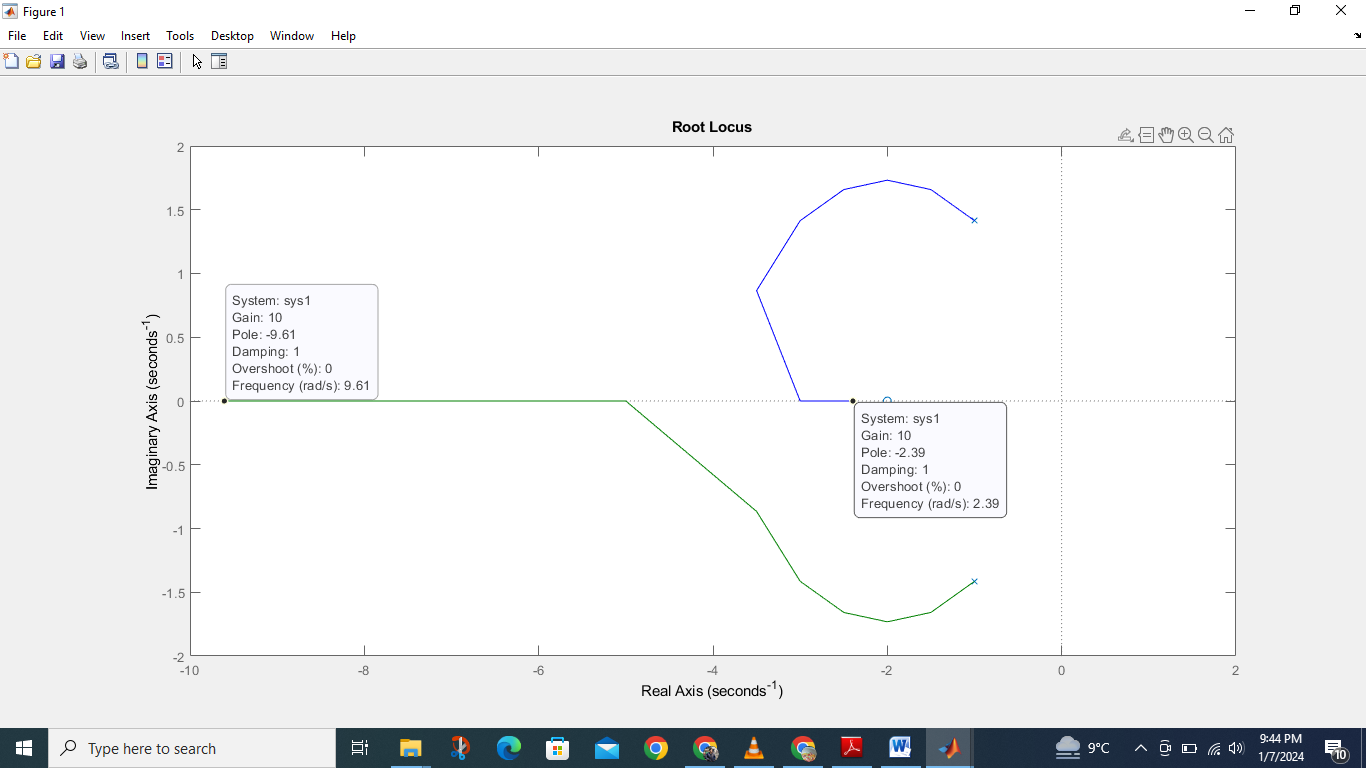 Figure 1
File Edit View Insert Tools Desktop Window Help
Root Locus
2
1.5
1
0.5
0
-0.5
-1
-1.5
-2
Imaginary Axis (seconds⁻¹)
System: sys1
Gain: 10
Pole: -9.61
Damping: 1
Overshoot (%): 0
Frequency (rad/s): 9.61
System: sys1
Gain: 10
Pole: -2.39
Damping: 1
Overshoot (%): 0
Frequency (rad/s): 2.39
-10 -8 -6 -4 -2 0 2
Real Axis (seconds⁻¹)
Type here to search
9°C
9:44 PM
1/7/2024
10